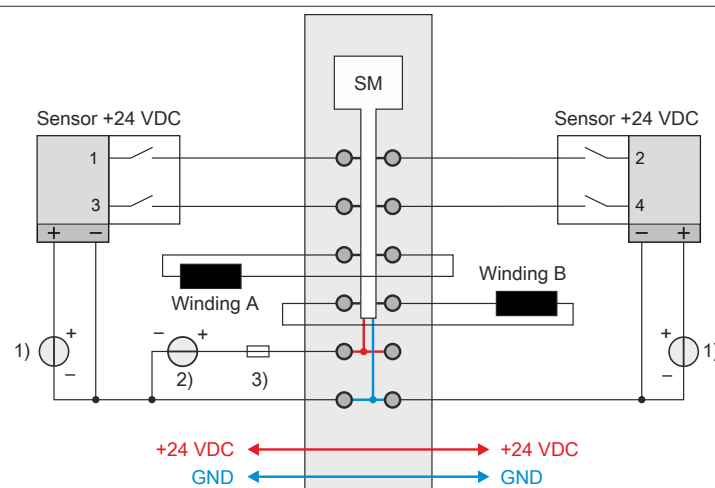 SM
Sensor +24 VDC
Sensor +24 VDC
1
2
3
4
+ −
− +
Winding A
Winding B
1) + −
− + 2)
3)
+ − 1)
+24 VDC
+24 VDC
GND
GND